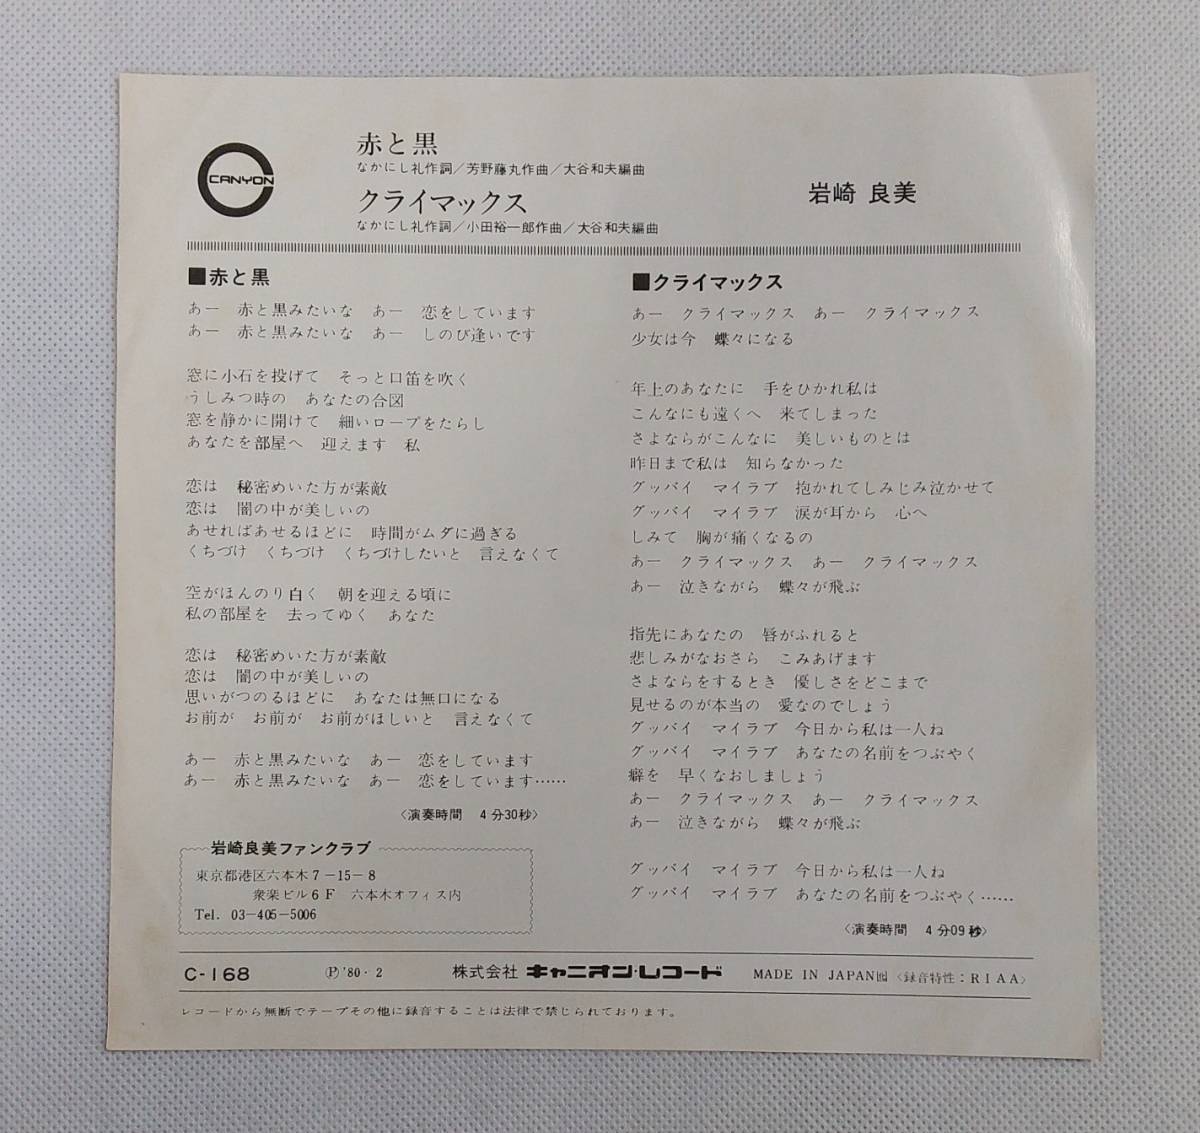 CANYON
赤と黒
なかにし礼作詞／芳野藤丸作曲／大谷和夫編曲
クライマックス
なかにし礼作詞／小田裕一郎作曲／大谷和夫編曲
岩崎 良美
■赤と黒
あー　赤と黒みたいな　あー　恋をしています
あー　赤と黒みたいな　あー　しのび逢いです
窓に小石を投げて　そっと口笛を吹く
うしみつ時の　あなたの合図
窓を静かに開けて　細いロープをたらし
あなたを部屋へ　迎えます　私
恋は　秘密めいた方が素敵
恋は　闇の中が美しいの
あせればあせるほどに　時間がムダに過ぎる
くちづけ　くちづけ　くちづけしたいと　言えなくて
空がほんのり白く　朝を迎える頃に
私の部屋を　去ってゆく　あなた
恋は　秘密めいた方が素敵
恋は　闇の中が美しいの
思いがつのるほどに　あなたは無口になる
お前が　お前が　お前がほしいと　言えなくて
あー　赤と黒みたいな　あー　恋をしています
あー　赤と黒みたいな　あー　恋をしています……
〈演奏時間　4分30秒〉
岩崎良美ファンクラブ
東京都港区六本木7－15－8
衆楽ビル6F　六本木オフィス内
Tel. 03－405－5006
■クライマックス
あー　クライマックス　あー　クライマックス
少女は今　蝶々になる
年上のあなたに　手をひかれ私は
こんなにも遠くへ　来てしまった
さよならがこんなに　美しいものとは
昨日まで私は　知らなかった
グッバイ　マイラブ　抱かれてしみじみ泣かせて
グッバイ　マイラブ　涙が耳から　心へ
しみて　胸が痛くなるの
あー　クライマックス　あー　クライマックス
あー　泣きながら　蝶々が飛ぶ
指先にあなたの　唇がふれると
悲しみがなおさら　こみあげます
さよならをするとき　優しさをどこまで
見せるのが本当の　愛なのでしょう
グッバイ　マイラブ　今日から私は一人ね
グッバイ　マイラブ　あなたの名前をつぶやく
癖を　早くなおしましょう
あー　クライマックス　あー　クライマックス
あー　泣きながら　蝶々が飛ぶ
グッバイ　マイラブ　今日から私は一人ね
グッバイ　マイラブ　あなたの名前をつぶやく……
〈演奏時間　4分09秒〉
C-168　Ⓟ'80・2　株式会社 キャニオン・レコード　MADE IN JAPAN　〈録音特性：RIAA〉
レコードから無断でテープその他に録音することは法律で禁じられております。